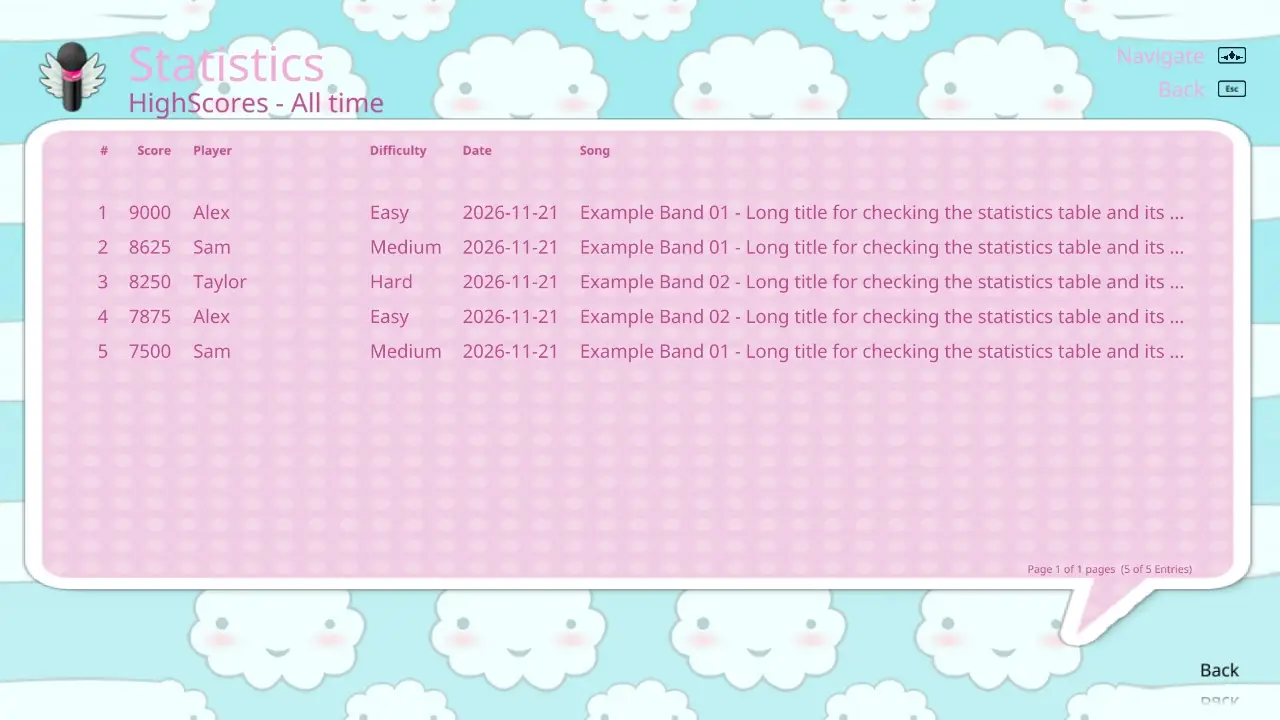 Statistics
HighScores - All time
Navigate
Back Esc
# Score Player Difficulty Date Song
1 9000 Alex Easy 2026-11-21 Example Band 01 - Long title for checking the statistics table and its ...
2 8625 Sam Medium 2026-11-21 Example Band 01 - Long title for checking the statistics table and its ...
3 8250 Taylor Hard 2026-11-21 Example Band 02 - Long title for checking the statistics table and its ...
4 7875 Alex Easy 2026-11-21 Example Band 02 - Long title for checking the statistics table and its ...
5 7500 Sam Medium 2026-11-21 Example Band 01 - Long title for checking the statistics table and its ...
Page 1 of 1 pages (5 of 5 Entries)
Back